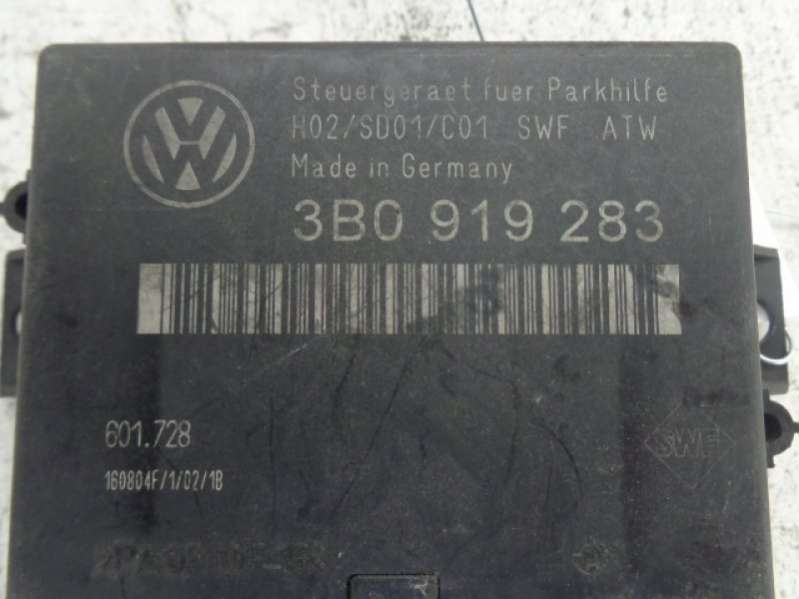 Steuergeraet fuer Parkhilfe
H02/SD01/C01 SWF ATW
Made in Germany
3B0 919 283
601.728
160804F/1/02/1B
SWF